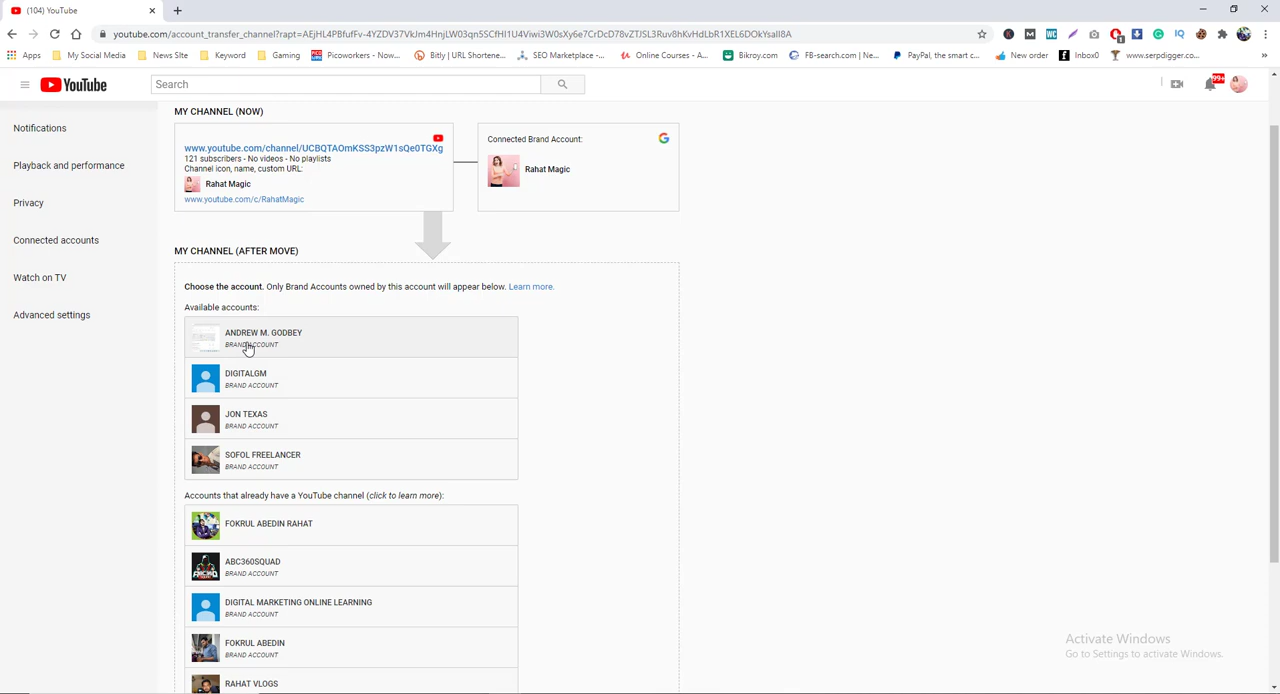 (104) YouTube
youtube.com/account_transfer_channel?rapt=AEjHL4PBfufFv-4YZDV37VkJm4HnjLW03qn5SCfHI1U4Viwi3W0sXy6e7CrDcD78vZTJSL3Ruv8hKvHdLbR1XEL6DOkYsalI8A
Apps My Social Media News SIte Keyword Gaming Picoworkers - Now... Bitly | URL Shortene... SEO Marketplace -... Online Courses - A... Bikroy.com FB-search.com | Ne... PayPal, the smart c... New order Inbox0 www.serpdigger.co... »
YouTube Search 99+
MY CHANNEL (NOW)
Notifications
www.youtube.com/channel/UCBQTAOmKSS3pzW1sQe0TGXg
121 subscribers - No videos - No playlists
Channel icon, name, custom URL:
Rahat Magic
www.youtube.com/c/RahatMagic
Connected Brand Account:
Rahat Magic
Playback and performance
Privacy
Connected accounts
Watch on TV
Advanced settings
MY CHANNEL (AFTER MOVE)
Choose the account. Only Brand Accounts owned by this account will appear below. Learn more.
Available accounts:
ANDREW M. GODBEY
BRAND ACCOUNT
DIGITALGM
BRAND ACCOUNT
JON TEXAS
BRAND ACCOUNT
SOFOL FREELANCER
BRAND ACCOUNT
Accounts that already have a YouTube channel (click to learn more):
FOKRUL ABEDIN RAHAT
ABC360SQUAD
BRAND ACCOUNT
DIGITAL MARKETING ONLINE LEARNING
BRAND ACCOUNT
FOKRUL ABEDIN
BRAND ACCOUNT
RAHAT VLOGS
Activate Windows
Go to Settings to activate Windows.